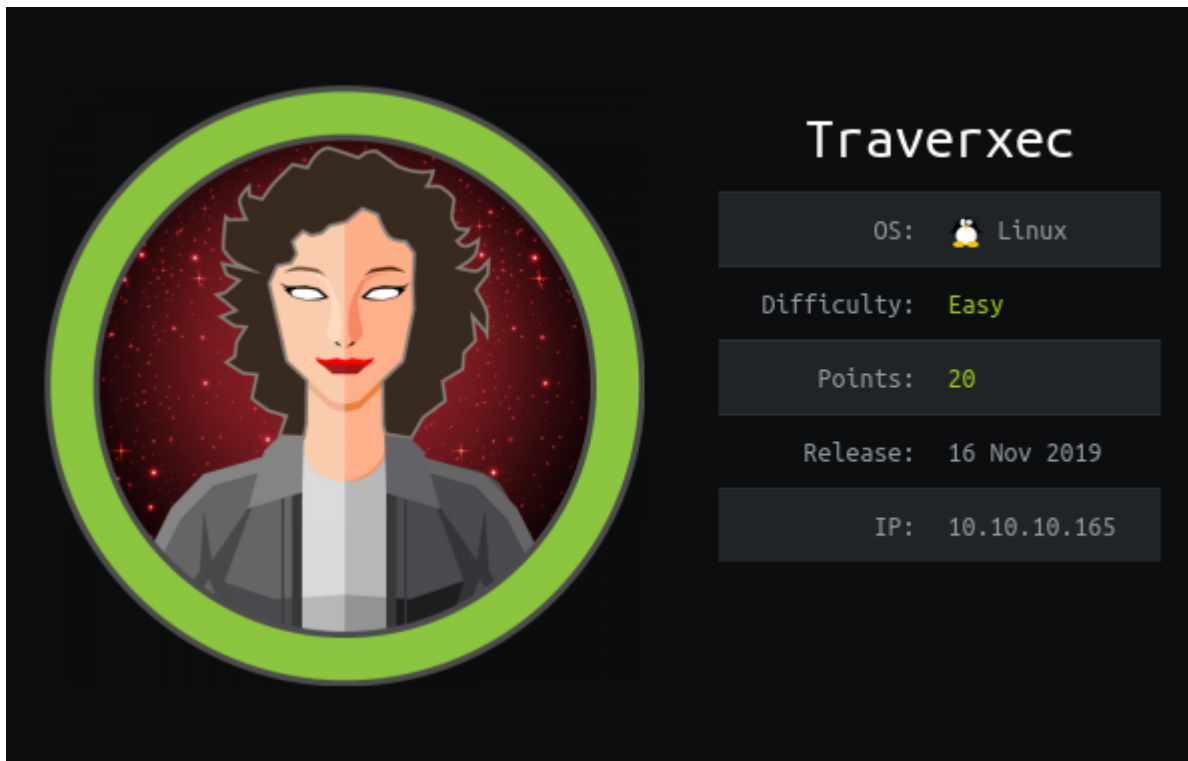 Traverxec
OS: Linux
Difficulty: Easy
Points: 20
Release: 16 Nov 2019
IP: 10.10.10.165